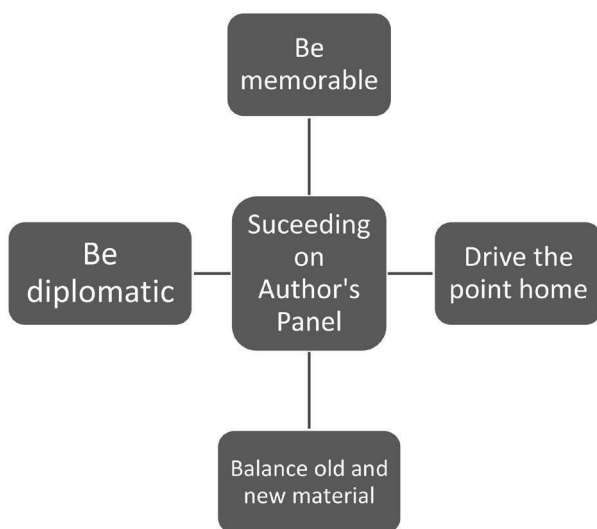 Be
memorable
Be
diplomatic
Suceeding
on
Author's
Panel
Drive the
point home
Balance old and
new material